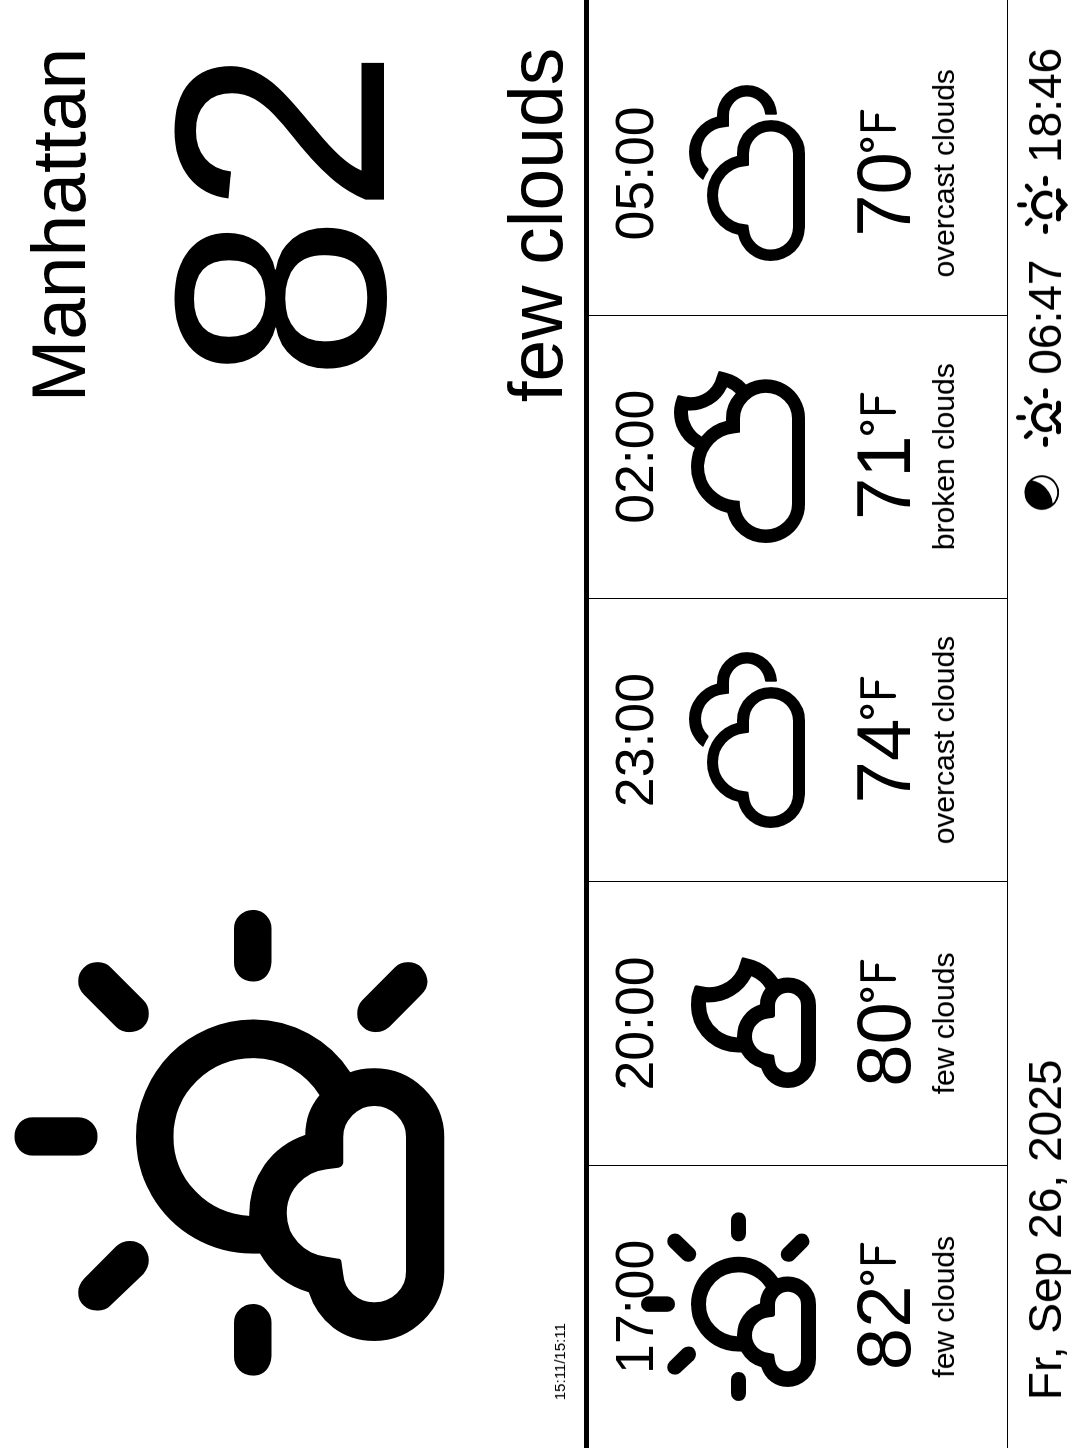 Manhattan
82
few clouds
15:11/15:11
17:00
82°F
few clouds
20:00
80°F
few clouds
23:00
74°F
overcast clouds
02:00
71°F
broken clouds
05:00
70°F
overcast clouds
Fr, Sep 26, 2025
06:47 18:46